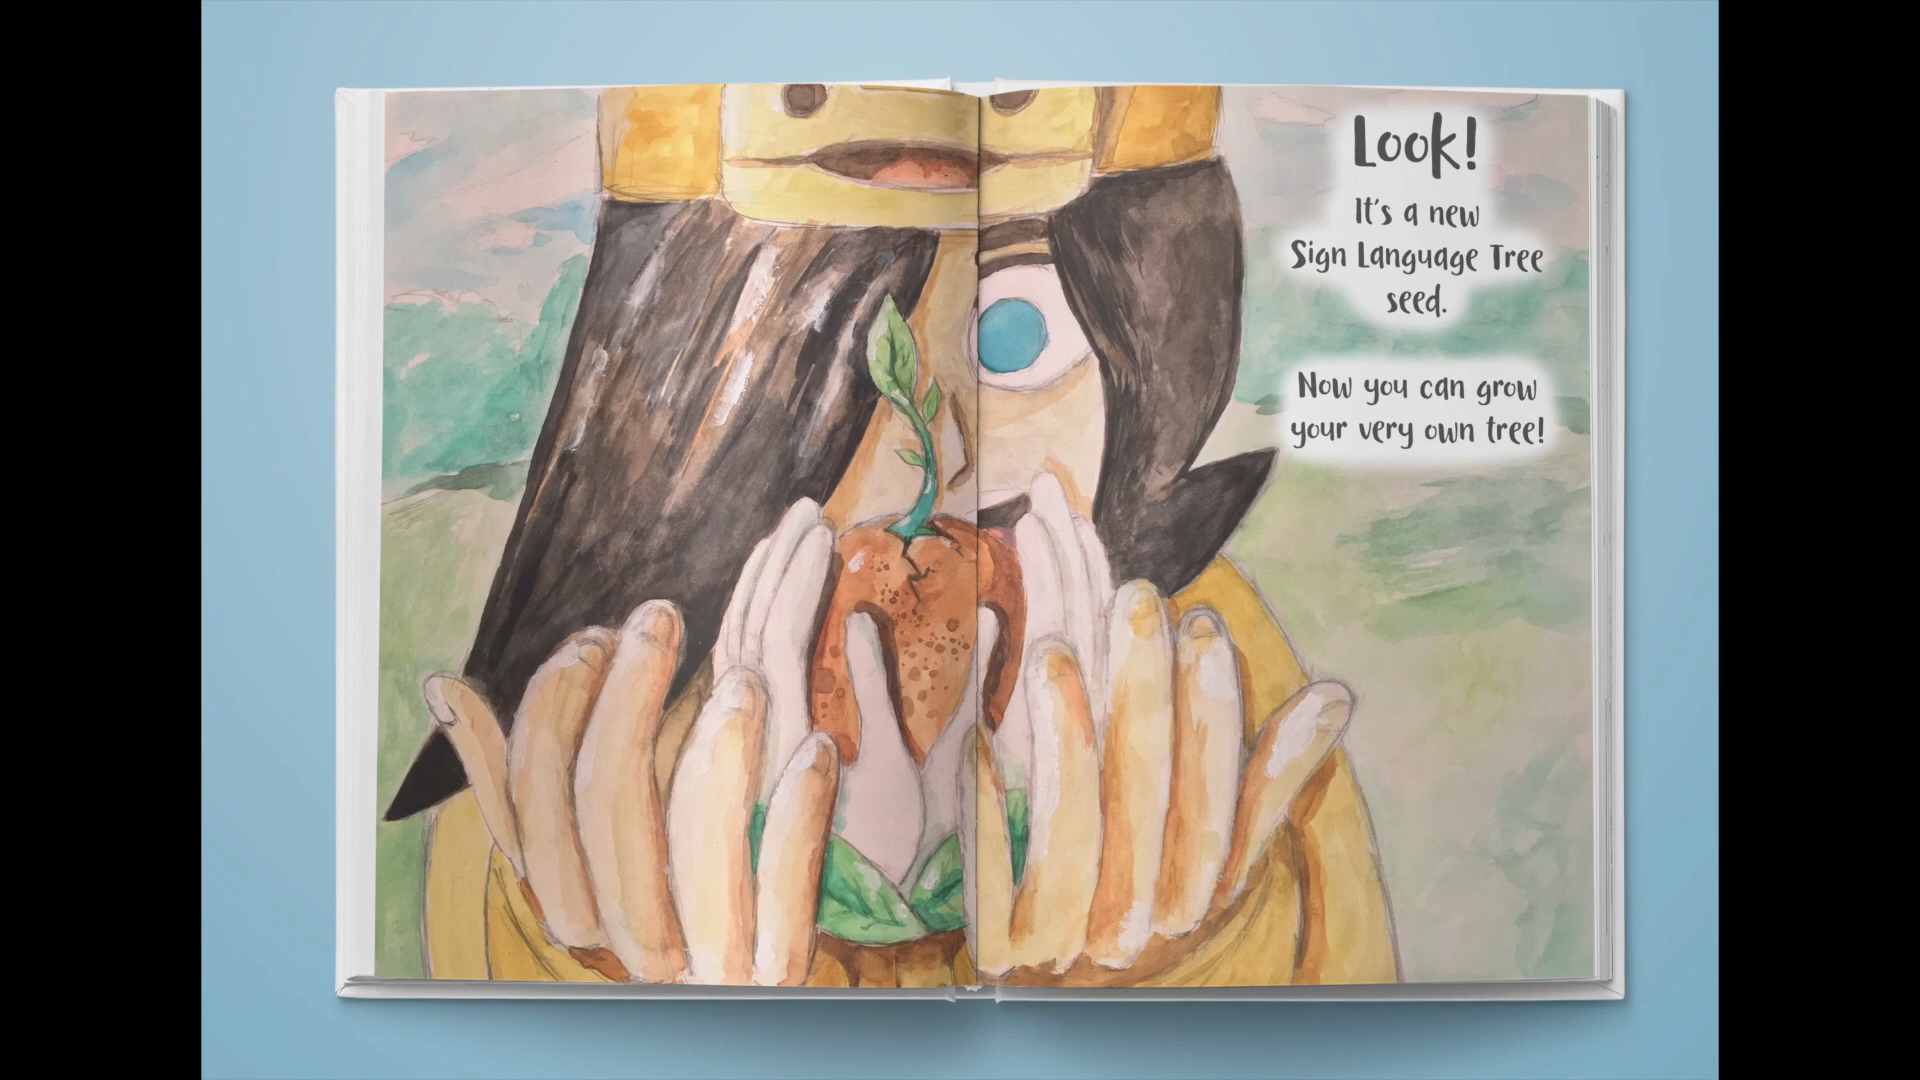 Look!
It's a new
Sign Language Tree
seed.
Now you can grow
your very own tree!